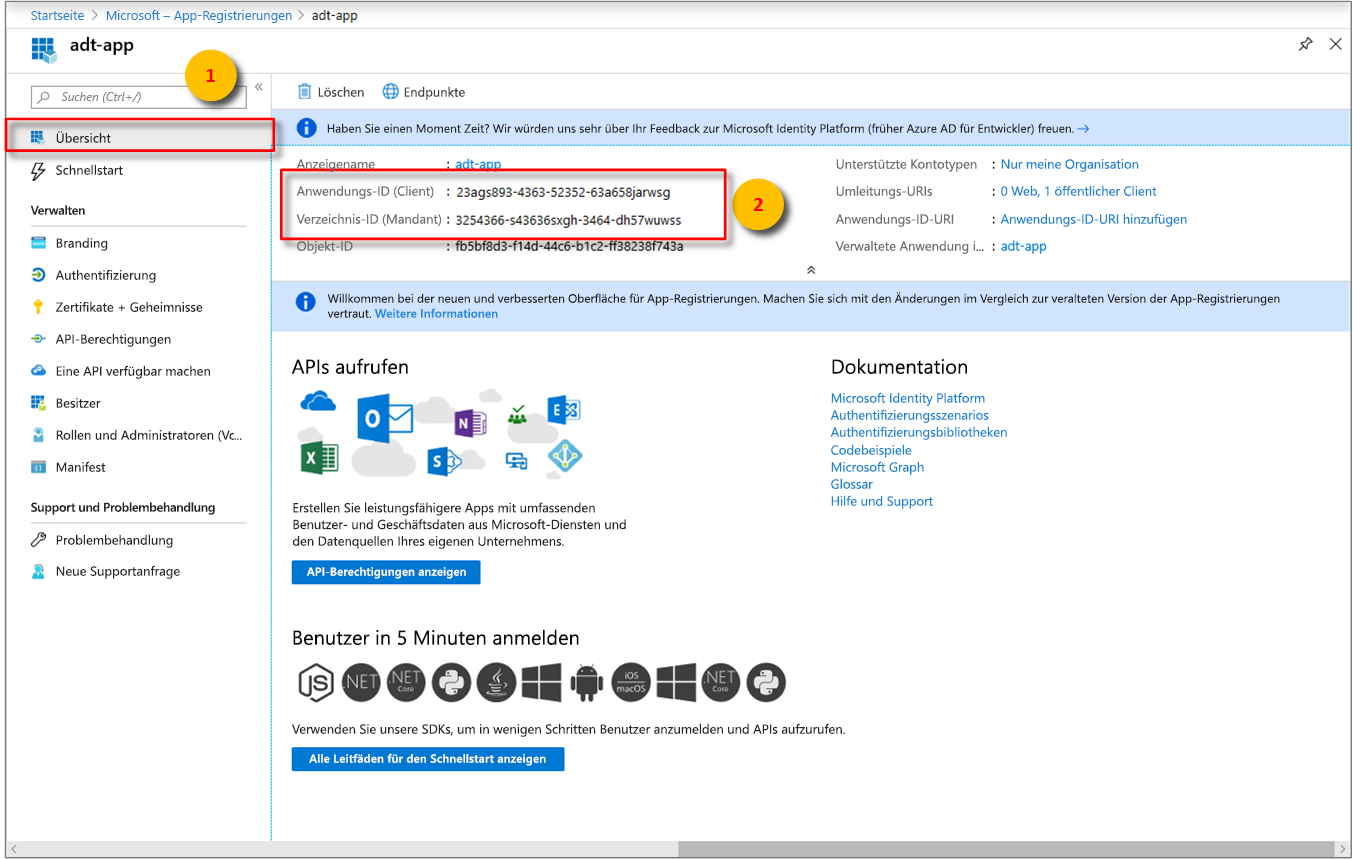 Startseite > Microsoft – App-Registrierungen > adt-app
adt-app
1
Suchen (Ctrl+/)
«
Übersicht
Schnellstart
Verwalten
Branding
Authentifizierung
Zertifikate + Geheimnisse
API-Berechtigungen
Eine API verfügbar machen
Besitzer
Rollen und Administratoren (Vc...
Manifest
Support und Problembehandlung
Problembehandlung
Neue Supportanfrage
Löschen Endpunkte
Haben Sie einen Moment Zeit? Wir würden uns sehr über Ihr Feedback zur Microsoft Identity Platform (früher Azure AD für Entwickler) freuen. →
Anzeigename : adt-app
Anwendungs-ID (Client) : 23ags893-4363-52352-63a658jarwsg
Verzeichnis-ID (Mandant) : 3254366-s43636sxgh-3464-dh57wuwss
Objekt-ID : fb5bf8d3-f14d-44c6-b1c2-ff38238f743a
2
Unterstützte Kontotypen : Nur meine Organisation
Umleitungs-URIs : 0 Web, 1 öffentlicher Client
Anwendungs-ID-URI : Anwendungs-ID-URI hinzufügen
Verwaltete Anwendung i... : adt-app
Willkommen bei der neuen und verbesserten Oberfläche für App-Registrierungen. Machen Sie sich mit den Änderungen im Vergleich zur veralteten Version der App-Registrierungen
vertraut. Weitere Informationen
APIs aufrufen
O
N
E
X
S
Erstellen Sie leistungsfähigere Apps mit umfassenden
Benutzer- und Geschäftsdaten aus Microsoft-Diensten und
den Datenquellen Ihres eigenen Unternehmens.
API-Berechtigungen anzeigen
Dokumentation
Microsoft Identity Platform
Authentifizierungsszenarios
Authentifizierungsbibliotheken
Codebeispiele
Microsoft Graph
Glossar
Hilfe und Support
Benutzer in 5 Minuten anmelden
JS .NET .NET Core iOS macOS .NET Core
Verwenden Sie unsere SDKs, um in wenigen Schritten Benutzer anzumelden und APIs aufzurufen.
Alle Leitfäden für den Schnellstart anzeigen